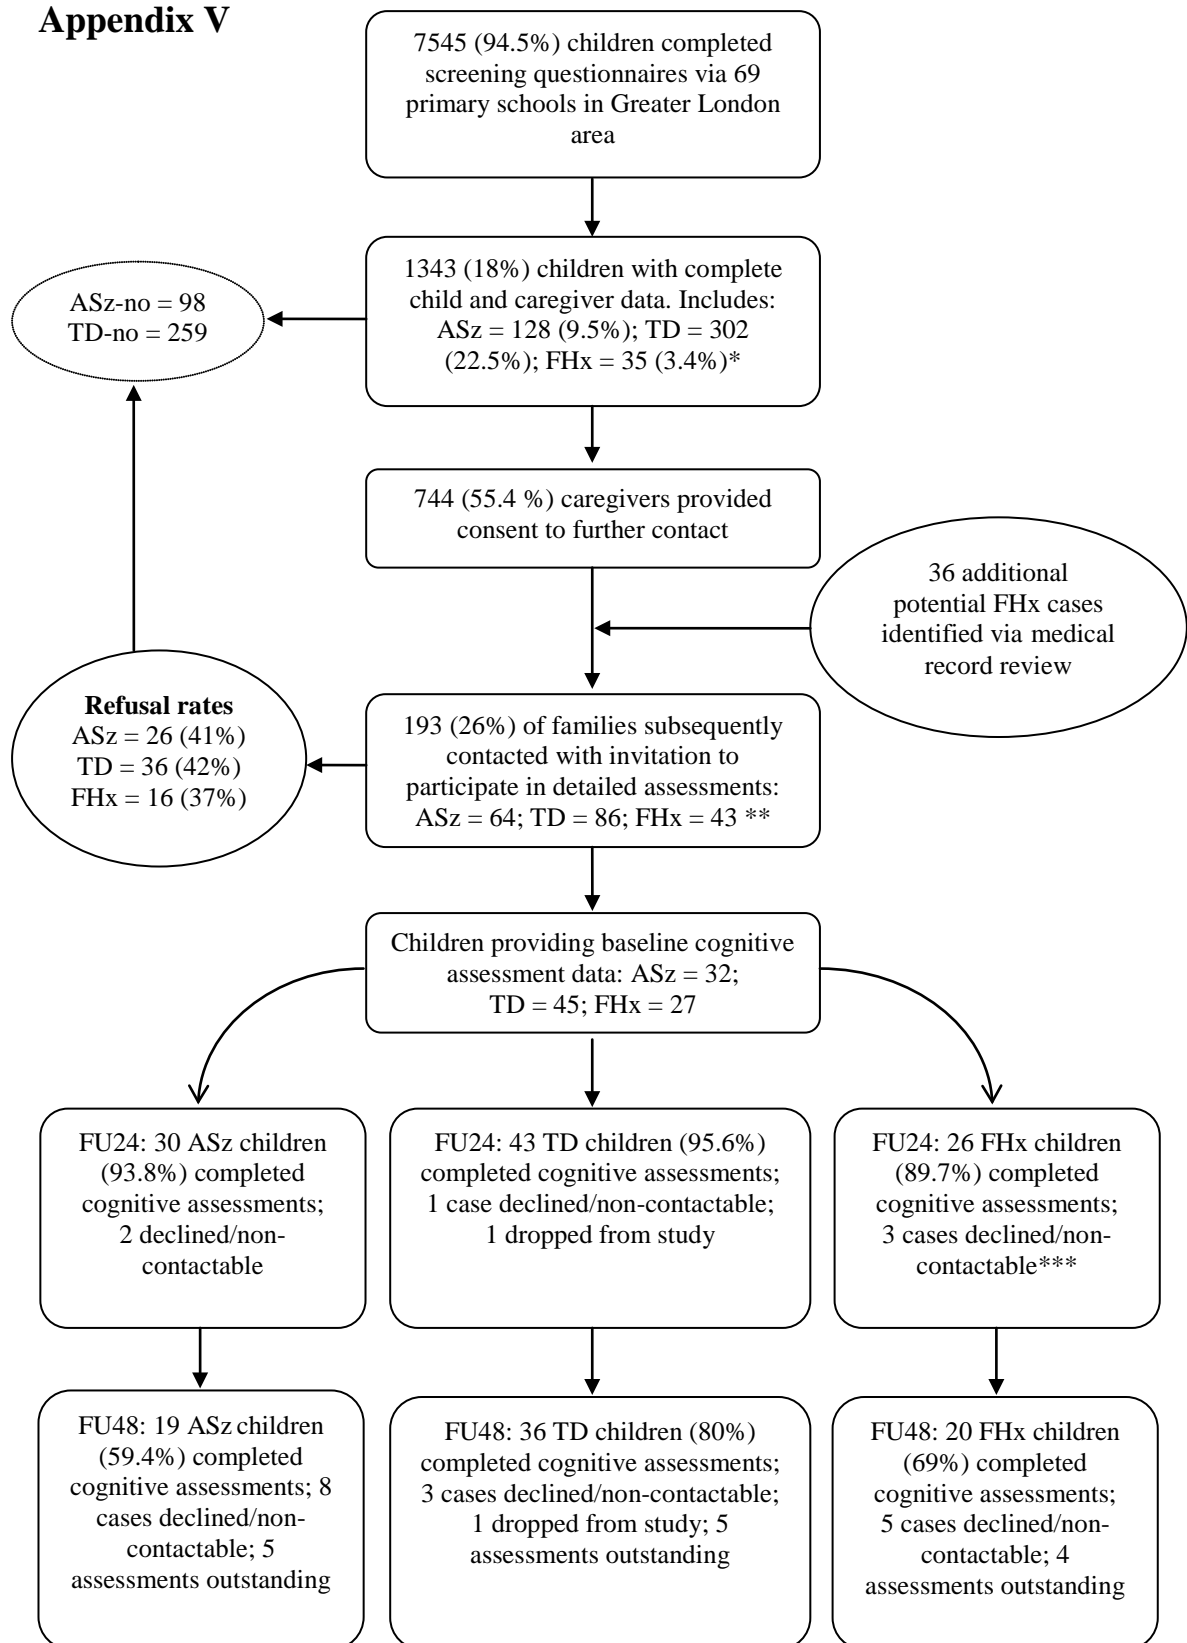 Appendix V
7545 (94.5%) children completed
screening questionnaires via 69
primary schools in Greater London
area
1343 (18%) children with complete
child and caregiver data. Includes:
ASz = 128 (9.5%); TD = 302
(22.5%); FHx = 35 (3.4%)*
ASz-no = 98
TD-no = 259
744 (55.4 %) caregivers provided
consent to further contact
36 additional
potential FHx cases
identified via medical
record review
Refusal rates
ASz = 26 (41%)
TD = 36 (42%)
FHx = 16 (37%)
193 (26%) of families subsequently
contacted with invitation to
participate in detailed assessments:
ASz = 64; TD = 86; FHx = 43 **
Children providing baseline cognitive
assessment data: ASz = 32;
TD = 45; FHx = 27
FU24: 30 ASz children
(93.8%) completed
cognitive assessments;
2 declined/non-
contactable
FU24: 43 TD children (95.6%)
completed cognitive assessments;
1 case declined/non-contactable;
1 dropped from study
FU24: 26 FHx children
(89.7%) completed
cognitive assessments;
3 cases declined/non-
contactable***
FU48: 19 ASz children
(59.4%) completed
cognitive assessments; 8
cases declined/non-
contactable; 5
assessments outstanding
FU48: 36 TD children (80%)
completed cognitive assessments;
3 cases declined/non-contactable;
1 dropped from study; 5
assessments outstanding
FU48: 20 FHx children
(69%) completed
cognitive assessments;
5 cases declined/non-
contactable; 4
assessments outstanding